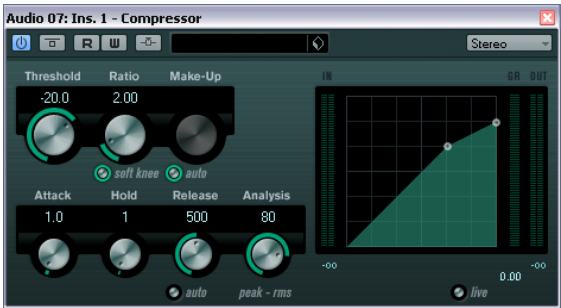 Audio 07: Ins. 1 - Compressor
R W
Stereo
Threshold Ratio Make-Up
-20.0 2.00
soft knee auto
Attack Hold Release Analysis
1.0 1 500 80
auto peak - rms
IN GR OUT
-oo -oo
0.00
live